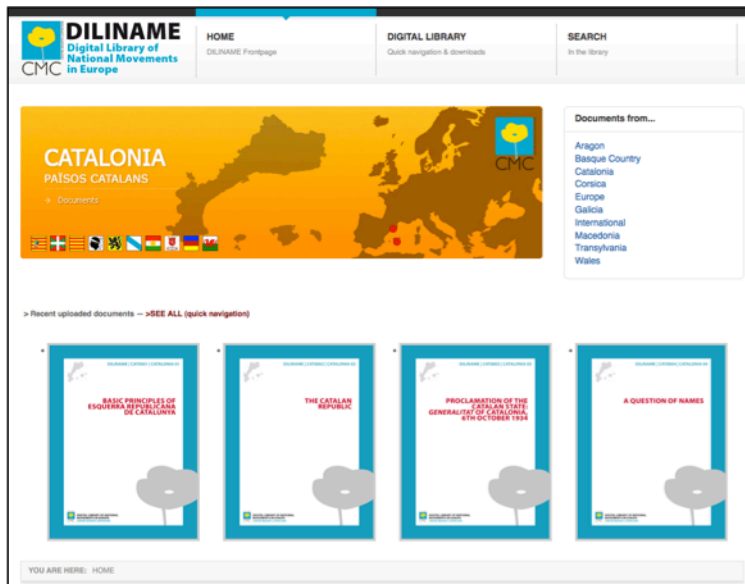 DILINAME
Digital Library of
National Movements
in Europe
CMC
HOME
DILINAME Frontpage
DIGITAL LIBRARY
Quick navigation & downloads
SEARCH
In the library
CATALONIA
PAÏSOS CATALANS
Documents
CMC
Documents from...
Aragon
Basque Country
Catalonia
Corsica
Europe
Galicia
International
Macedonia
Transylvania
Wales
> Recent uploaded documents -- >SEE ALL (quick navigation)
BASIC PRINCIPLES OF
ESQUERRA REPUBLICANA
DE CATALUNYA
THE CATALAN
REPUBLIC
PROCLAMATION OF THE
CATALAN STATE:
GENERALITAT OF CATALONIA,
6TH OCTOBER 1934
A QUESTION OF NAMES
YOU ARE HERE: HOME